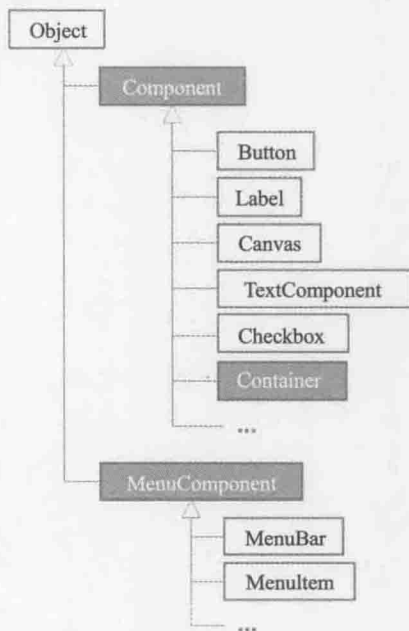 Object
Component
Button
Label
Canvas
TextComponent
Checkbox
Container
...
MenuComponent
MenuBar
MenuItem
...